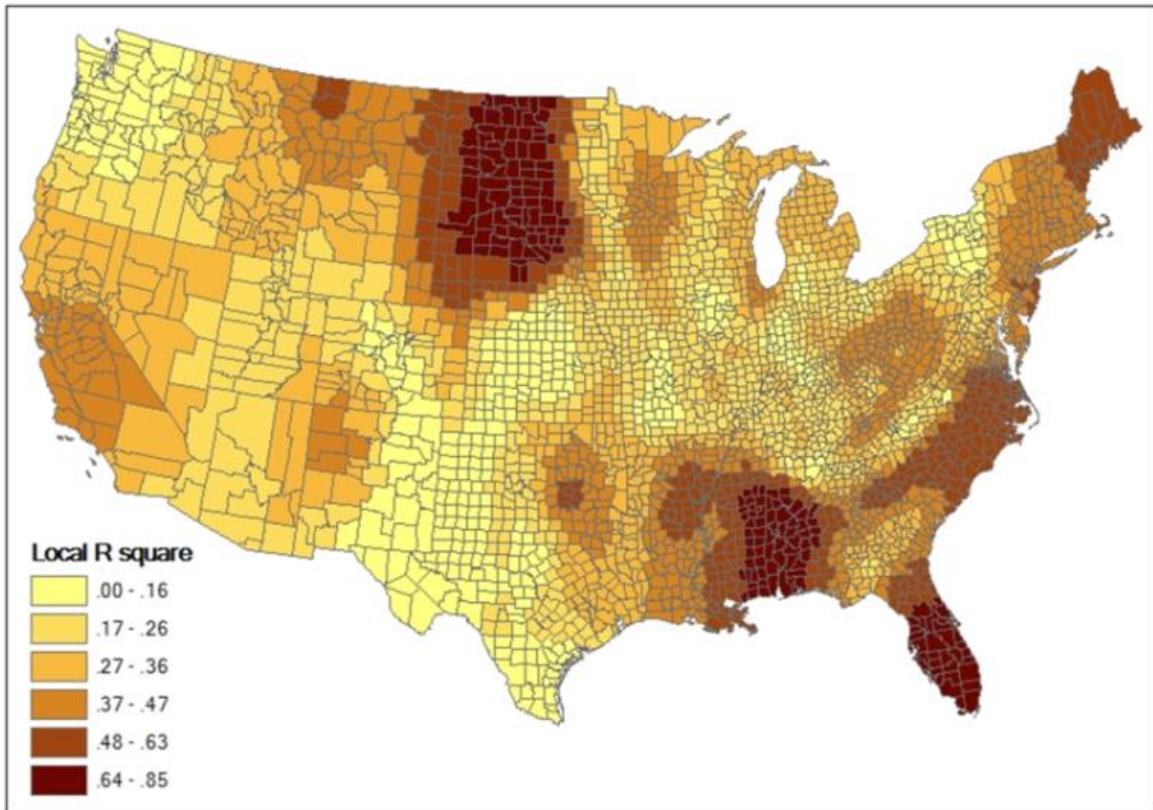 Local R square
.00 - .16
.17 - .26
.27 - .36
.37 - .47
.48 - .63
.64 - .85